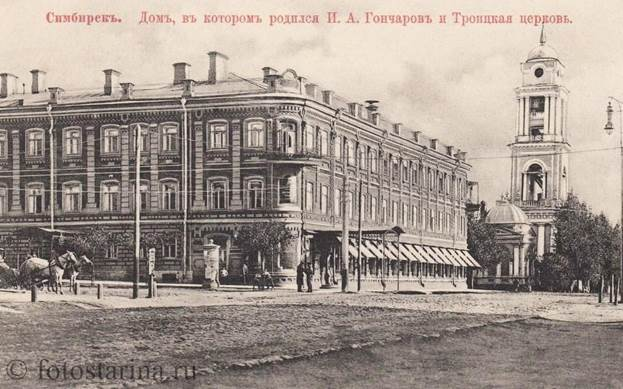 Симбирскъ. Домъ, въ которомъ родился И. А. Гончаровъ и Троицкая церковь.
© fotostarina.ru